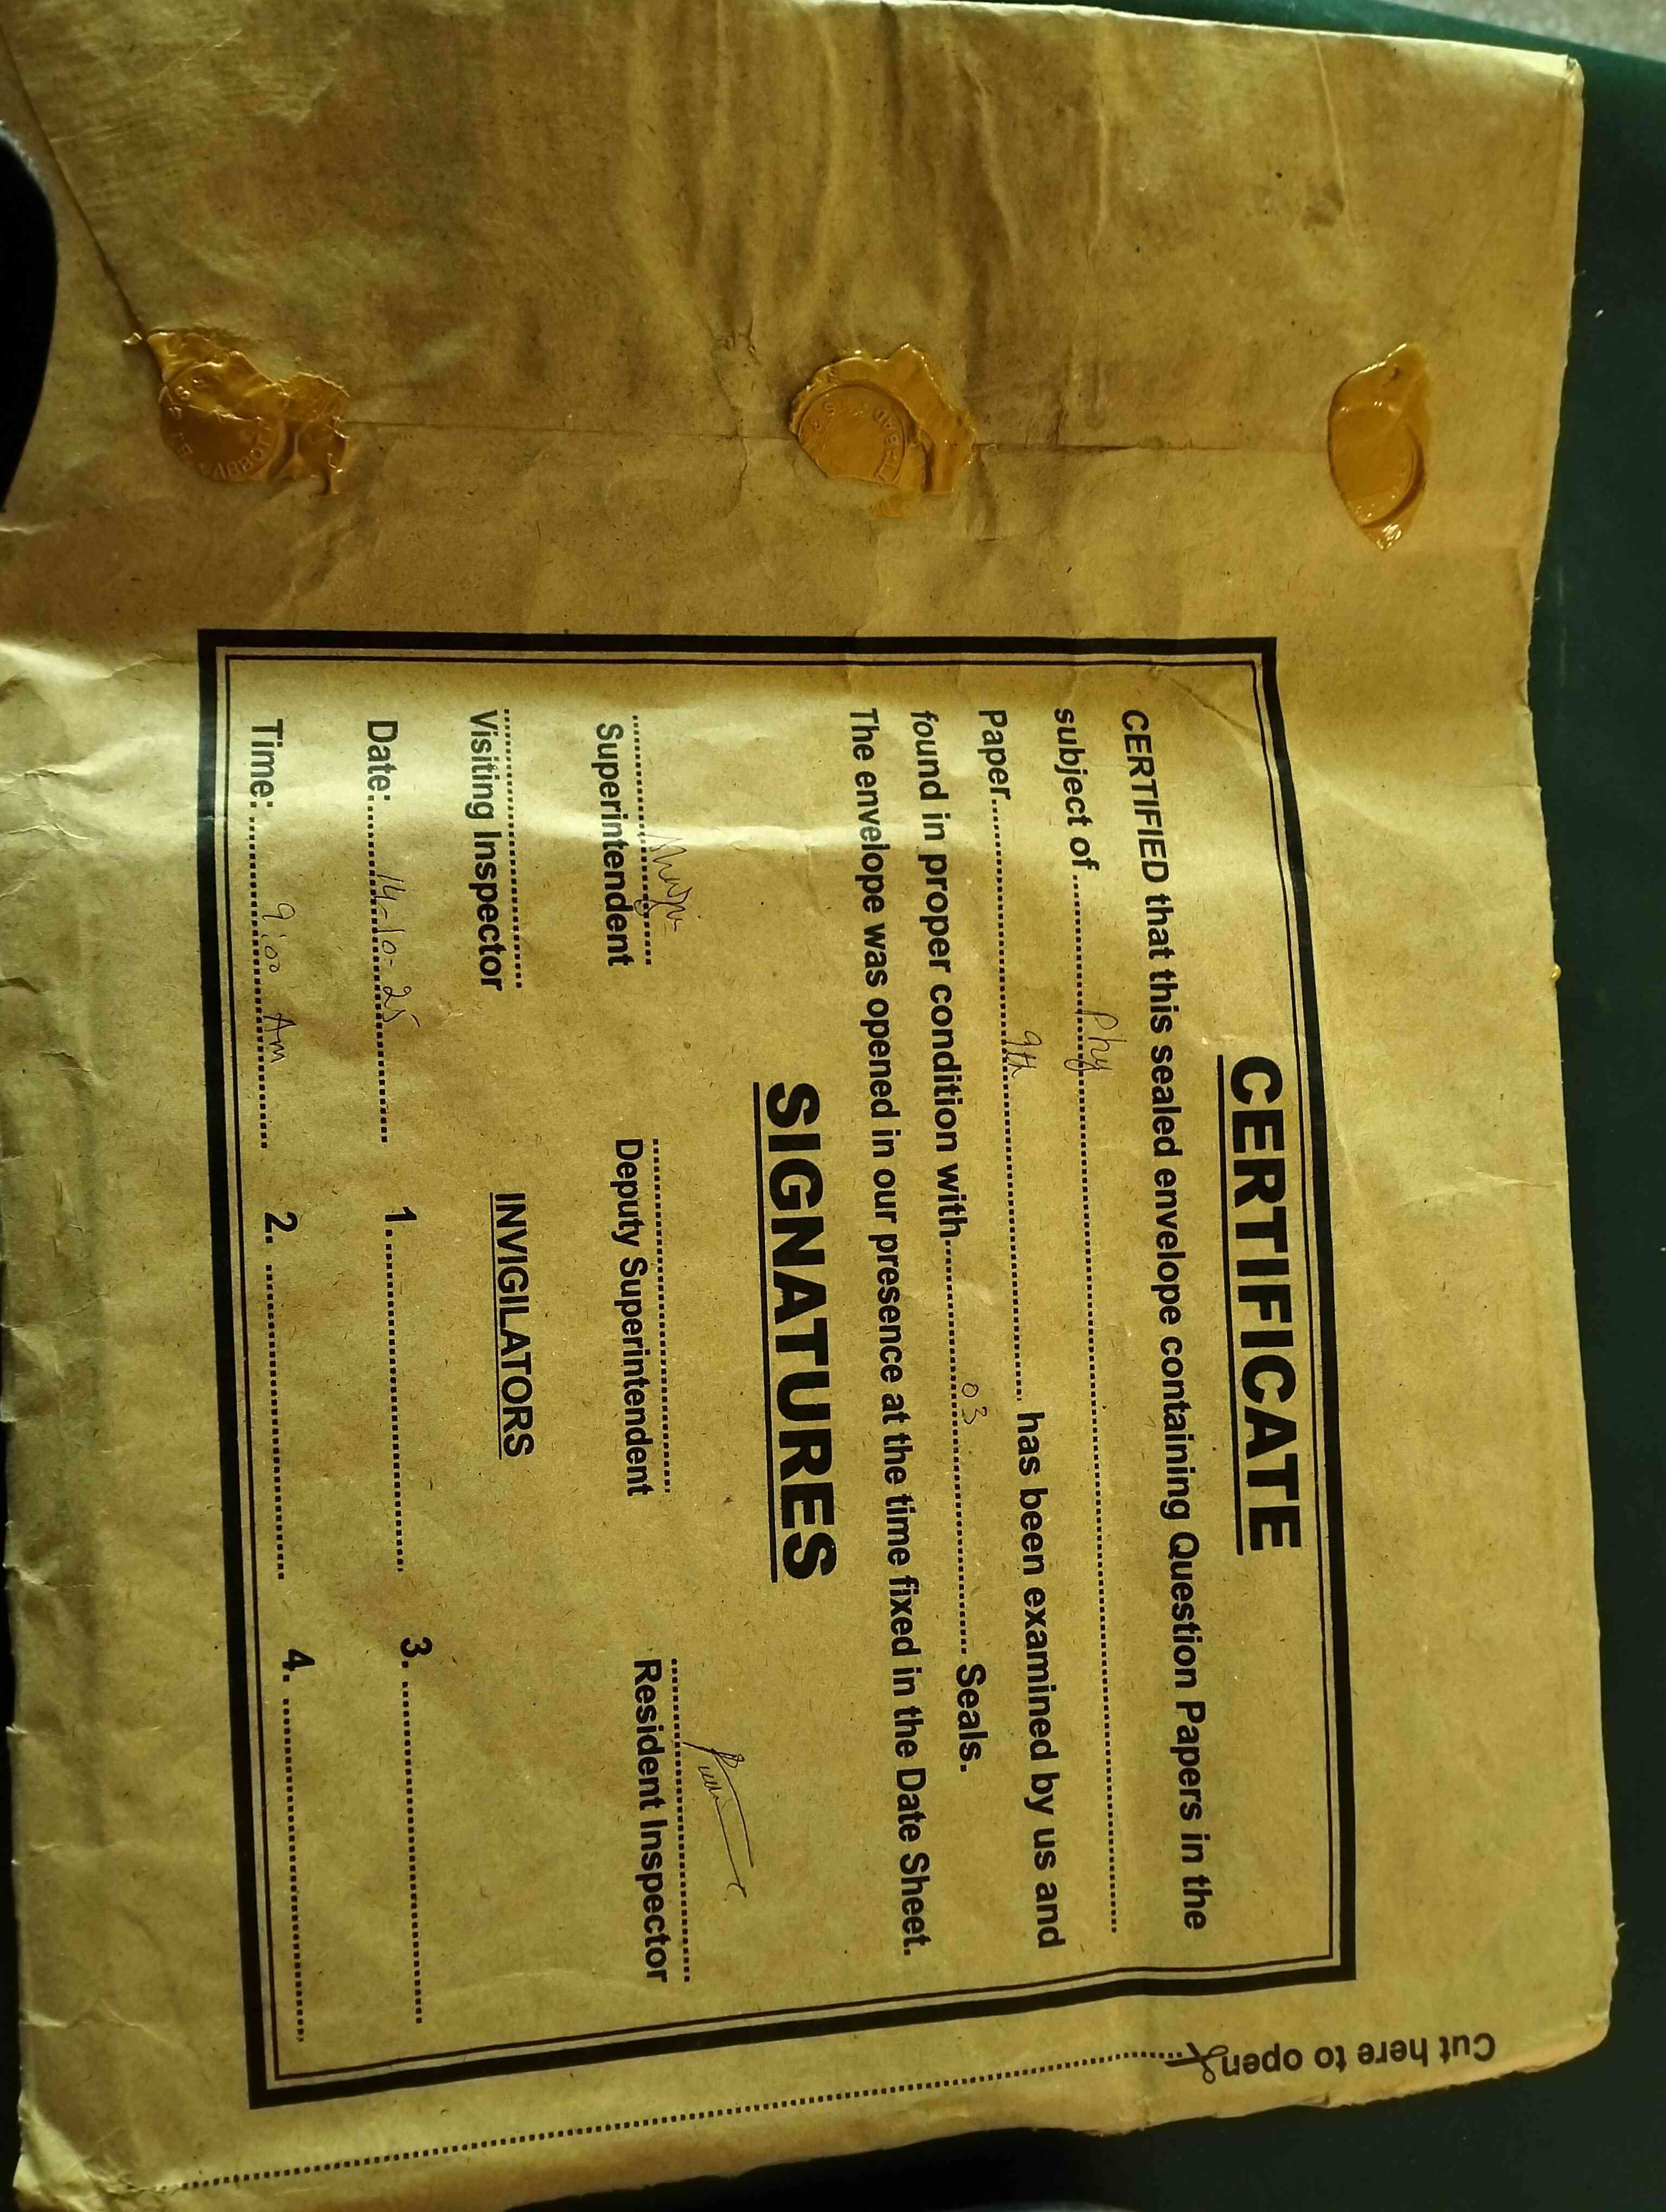 CERTIFICATE
CERTIFIED that this sealed envelope containing Question Papers in the
subject of .......... Phy ..........
Paper.......... 9th .......... has been examined by us and
found in proper condition with.......... 03 .......... Seals.
The envelope was opened in our presence at the time fixed in the Date Sheet.
SIGNATURES
Superintendent Deputy Superintendent Resident Inspector
Visiting Inspector INVIGILATORS
Date:.......... 14-10-25 1. .......... 3. ..........
Time:.......... 9:00 Am 2. .......... 4. ..........
Cut here to open